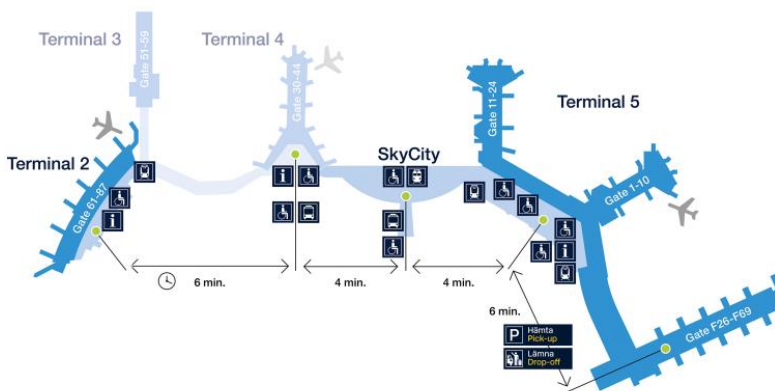 Terminal 3
Terminal 4
Gate 51-59
Gate 30-44
Gate 11-24
Terminal 5
SkyCity
Terminal 2
Gate 61-87
Gate 1-10
i
i
i
6 min.
4 min.
4 min.
6 min.
P
Hämta
Pick-up
Lämna
Drop-off
Gate F26-F69